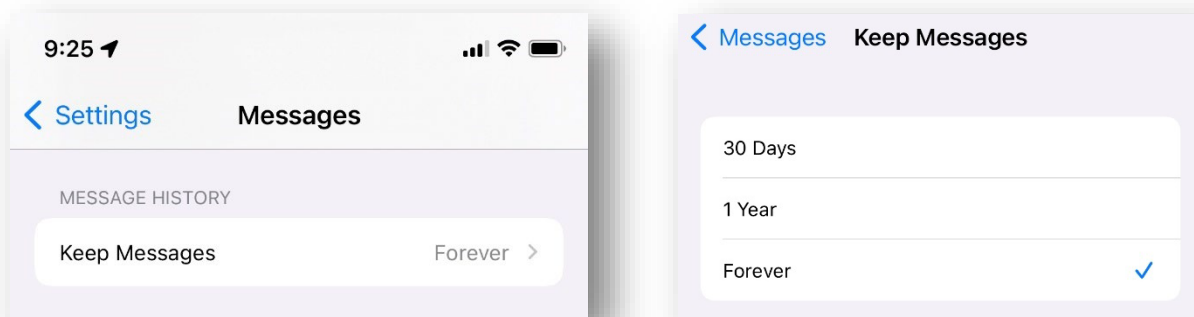 9:25
Settings
Messages
MESSAGE HISTORY
Keep Messages Forever
Messages Keep Messages
30 Days
1 Year
Forever